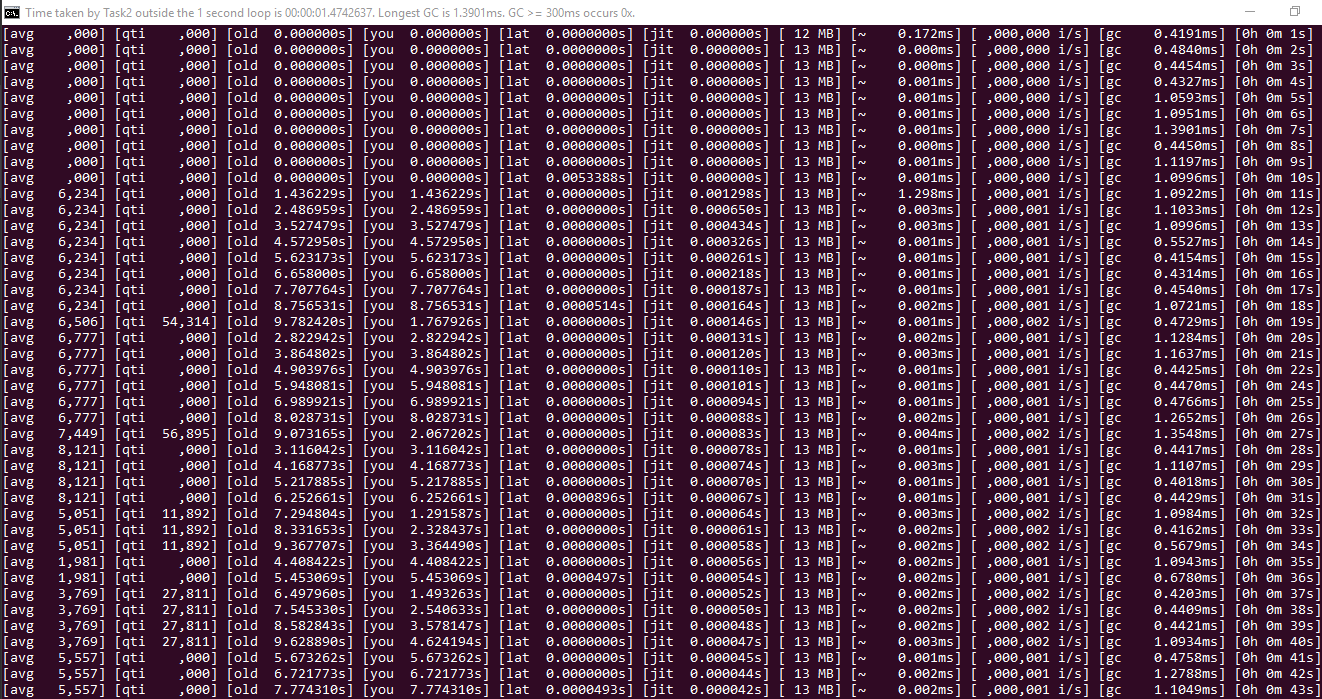 Time taken by Task2 outside the 1 second loop is 00:00:01.4742637. Longest GC is 1.3901ms. GC >= 300ms occurs 0x.
[avg ,000] [qti ,000] [old 0.000000s] [you 0.000000s] [lat 0.0000000s] [jit 0.000000s] [ 12 MB] [~ 0.172ms] [ ,000,000 i/s] [gc 0.4191ms] [0h 0m 1s]
[avg ,000] [qti ,000] [old 0.000000s] [you 0.000000s] [lat 0.0000000s] [jit 0.000000s] [ 13 MB] [~ 0.000ms] [ ,000,000 i/s] [gc 0.4840ms] [0h 0m 2s]
[avg ,000] [qti ,000] [old 0.000000s] [you 0.000000s] [lat 0.0000000s] [jit 0.000000s] [ 13 MB] [~ 0.000ms] [ ,000,000 i/s] [gc 0.4454ms] [0h 0m 3s]
[avg ,000] [qti ,000] [old 0.000000s] [you 0.000000s] [lat 0.0000000s] [jit 0.000000s] [ 13 MB] [~ 0.001ms] [ ,000,000 i/s] [gc 0.4327ms] [0h 0m 4s]
[avg ,000] [qti ,000] [old 0.000000s] [you 0.000000s] [lat 0.0000000s] [jit 0.000000s] [ 13 MB] [~ 0.001ms] [ ,000,000 i/s] [gc 1.0593ms] [0h 0m 5s]
[avg ,000] [qti ,000] [old 0.000000s] [you 0.000000s] [lat 0.0000000s] [jit 0.000000s] [ 13 MB] [~ 0.001ms] [ ,000,000 i/s] [gc 1.0951ms] [0h 0m 6s]
[avg ,000] [qti ,000] [old 0.000000s] [you 0.000000s] [lat 0.0000000s] [jit 0.000000s] [ 13 MB] [~ 0.001ms] [ ,000,000 i/s] [gc 1.3901ms] [0h 0m 7s]
[avg ,000] [qti ,000] [old 0.000000s] [you 0.000000s] [lat 0.0000000s] [jit 0.000000s] [ 13 MB] [~ 0.000ms] [ ,000,000 i/s] [gc 0.4450ms] [0h 0m 8s]
[avg ,000] [qti ,000] [old 0.000000s] [you 0.000000s] [lat 0.0000000s] [jit 0.000000s] [ 13 MB] [~ 0.001ms] [ ,000,000 i/s] [gc 1.1197ms] [0h 0m 9s]
[avg ,000] [qti ,000] [old 0.000000s] [you 0.000000s] [lat 0.0053388s] [jit 0.000000s] [ 13 MB] [~ 0.001ms] [ ,000,000 i/s] [gc 1.0996ms] [0h 0m 10s]
[avg 6,234] [qti ,000] [old 1.436229s] [you 1.436229s] [lat 0.0000000s] [jit 0.001298s] [ 13 MB] [~ 1.298ms] [ ,000,001 i/s] [gc 1.0922ms] [0h 0m 11s]
[avg 6,234] [qti ,000] [old 2.486959s] [you 2.486959s] [lat 0.0000000s] [jit 0.000650s] [ 13 MB] [~ 0.003ms] [ ,000,001 i/s] [gc 1.1033ms] [0h 0m 12s]
[avg 6,234] [qti ,000] [old 3.527479s] [you 3.527479s] [lat 0.0000000s] [jit 0.000434s] [ 13 MB] [~ 0.003ms] [ ,000,001 i/s] [gc 1.0996ms] [0h 0m 13s]
[avg 6,234] [qti ,000] [old 4.572950s] [you 4.572950s] [lat 0.0000000s] [jit 0.000326s] [ 13 MB] [~ 0.001ms] [ ,000,001 i/s] [gc 0.5527ms] [0h 0m 14s]
[avg 6,234] [qti ,000] [old 5.623173s] [you 5.623173s] [lat 0.0000000s] [jit 0.000261s] [ 13 MB] [~ 0.001ms] [ ,000,001 i/s] [gc 0.4154ms] [0h 0m 15s]
[avg 6,234] [qti ,000] [old 6.658000s] [you 6.658000s] [lat 0.0000000s] [jit 0.000218s] [ 13 MB] [~ 0.001ms] [ ,000,001 i/s] [gc 0.4314ms] [0h 0m 16s]
[avg 6,234] [qti ,000] [old 7.707764s] [you 7.707764s] [lat 0.0000000s] [jit 0.000187s] [ 13 MB] [~ 0.001ms] [ ,000,001 i/s] [gc 0.4540ms] [0h 0m 17s]
[avg 6,234] [qti ,000] [old 8.756531s] [you 8.756531s] [lat 0.0000514s] [jit 0.000164s] [ 13 MB] [~ 0.002ms] [ ,000,001 i/s] [gc 1.0721ms] [0h 0m 18s]
[avg 6,506] [qti 54,314] [old 9.782420s] [you 1.767926s] [lat 0.0000000s] [jit 0.000146s] [ 13 MB] [~ 0.001ms] [ ,000,002 i/s] [gc 0.4729ms] [0h 0m 19s]
[avg 6,777] [qti ,000] [old 2.822942s] [you 2.822942s] [lat 0.0000000s] [jit 0.000131s] [ 13 MB] [~ 0.002ms] [ ,000,001 i/s] [gc 1.1284ms] [0h 0m 20s]
[avg 6,777] [qti ,000] [old 3.864802s] [you 3.864802s] [lat 0.0000000s] [jit 0.000120s] [ 13 MB] [~ 0.003ms] [ ,000,001 i/s] [gc 1.1637ms] [0h 0m 21s]
[avg 6,777] [qti ,000] [old 4.903976s] [you 4.903976s] [lat 0.0000000s] [jit 0.000110s] [ 13 MB] [~ 0.001ms] [ ,000,001 i/s] [gc 0.4425ms] [0h 0m 22s]
[avg 6,777] [qti ,000] [old 5.948081s] [you 5.948081s] [lat 0.0000000s] [jit 0.000101s] [ 13 MB] [~ 0.001ms] [ ,000,001 i/s] [gc 0.4470ms] [0h 0m 24s]
[avg 6,777] [qti ,000] [old 6.989921s] [you 6.989921s] [lat 0.0000000s] [jit 0.000094s] [ 13 MB] [~ 0.001ms] [ ,000,001 i/s] [gc 0.4766ms] [0h 0m 25s]
[avg 6,777] [qti ,000] [old 8.028731s] [you 8.028731s] [lat 0.0000000s] [jit 0.000088s] [ 13 MB] [~ 0.002ms] [ ,000,001 i/s] [gc 1.2652ms] [0h 0m 26s]
[avg 7,449] [qti 56,895] [old 9.073165s] [you 2.067202s] [lat 0.0000000s] [jit 0.000083s] [ 13 MB] [~ 0.004ms] [ ,000,002 i/s] [gc 1.3548ms] [0h 0m 27s]
[avg 8,121] [qti ,000] [old 3.116042s] [you 3.116042s] [lat 0.0000000s] [jit 0.000078s] [ 13 MB] [~ 0.001ms] [ ,000,001 i/s] [gc 0.4417ms] [0h 0m 28s]
[avg 8,121] [qti ,000] [old 4.168773s] [you 4.168773s] [lat 0.0000000s] [jit 0.000074s] [ 13 MB] [~ 0.003ms] [ ,000,001 i/s] [gc 1.1107ms] [0h 0m 29s]
[avg 8,121] [qti ,000] [old 5.217885s] [you 5.217885s] [lat 0.0000000s] [jit 0.000070s] [ 13 MB] [~ 0.001ms] [ ,000,001 i/s] [gc 0.4018ms] [0h 0m 30s]
[avg 8,121] [qti ,000] [old 6.252661s] [you 6.252661s] [lat 0.0000896s] [jit 0.000067s] [ 13 MB] [~ 0.001ms] [ ,000,001 i/s] [gc 0.4429ms] [0h 0m 31s]
[avg 5,051] [qti 11,892] [old 7.294804s] [you 1.291587s] [lat 0.0000000s] [jit 0.000064s] [ 13 MB] [~ 0.003ms] [ ,000,002 i/s] [gc 1.0984ms] [0h 0m 32s]
[avg 5,051] [qti 11,892] [old 8.331653s] [you 2.328437s] [lat 0.0000000s] [jit 0.000061s] [ 13 MB] [~ 0.002ms] [ ,000,002 i/s] [gc 0.4162ms] [0h 0m 33s]
[avg 5,051] [qti 11,892] [old 9.367707s] [you 3.364490s] [lat 0.0000000s] [jit 0.000058s] [ 13 MB] [~ 0.002ms] [ ,000,002 i/s] [gc 0.5679ms] [0h 0m 34s]
[avg 1,981] [qti ,000] [old 4.408422s] [you 4.408422s] [lat 0.0000000s] [jit 0.000056s] [ 13 MB] [~ 0.002ms] [ ,000,001 i/s] [gc 1.0943ms] [0h 0m 35s]
[avg 1,981] [qti ,000] [old 5.453069s] [you 5.453069s] [lat 0.0000497s] [jit 0.000054s] [ 13 MB] [~ 0.002ms] [ ,000,001 i/s] [gc 0.6780ms] [0h 0m 36s]
[avg 3,769] [qti 27,811] [old 6.497960s] [you 1.493263s] [lat 0.0000000s] [jit 0.000052s] [ 13 MB] [~ 0.002ms] [ ,000,002 i/s] [gc 0.4203ms] [0h 0m 37s]
[avg 3,769] [qti 27,811] [old 7.545330s] [you 2.540633s] [lat 0.0000000s] [jit 0.000050s] [ 13 MB] [~ 0.002ms] [ ,000,002 i/s] [gc 0.4409ms] [0h 0m 38s]
[avg 3,769] [qti 27,811] [old 8.582843s] [you 3.578147s] [lat 0.0000000s] [jit 0.000048s] [ 13 MB] [~ 0.002ms] [ ,000,002 i/s] [gc 0.4421ms] [0h 0m 39s]
[avg 3,769] [qti 27,811] [old 9.628890s] [you 4.624194s] [lat 0.0000000s] [jit 0.000047s] [ 13 MB] [~ 0.003ms] [ ,000,002 i/s] [gc 1.0934ms] [0h 0m 40s]
[avg 5,557] [qti ,000] [old 5.673262s] [you 5.673262s] [lat 0.0000000s] [jit 0.000045s] [ 13 MB] [~ 0.001ms] [ ,000,001 i/s] [gc 0.4758ms] [0h 0m 41s]
[avg 5,557] [qti ,000] [old 6.721773s] [you 6.721773s] [lat 0.0000000s] [jit 0.000044s] [ 13 MB] [~ 0.002ms] [ ,000,001 i/s] [gc 1.2788ms] [0h 0m 42s]
[avg 5,557] [qti ,000] [old 7.774310s] [you 7.774310s] [lat 0.0000493s] [jit 0.000042s] [ 13 MB] [~ 0.002ms] [ ,000,001 i/s] [gc 1.1049ms] [0h 0m 43s]